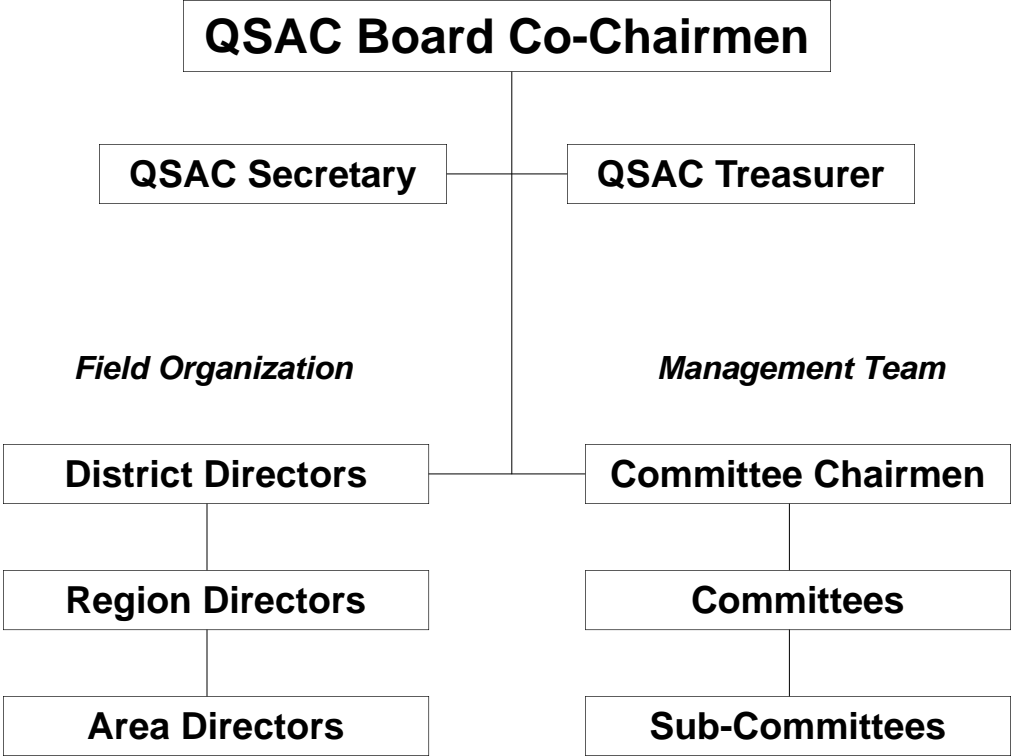 QSAC Board Co-Chairmen
QSAC Secretary
QSAC Treasurer
Field Organization
Management Team
District Directors
Committee Chairmen
Region Directors
Committees
Area Directors
Sub-Committees